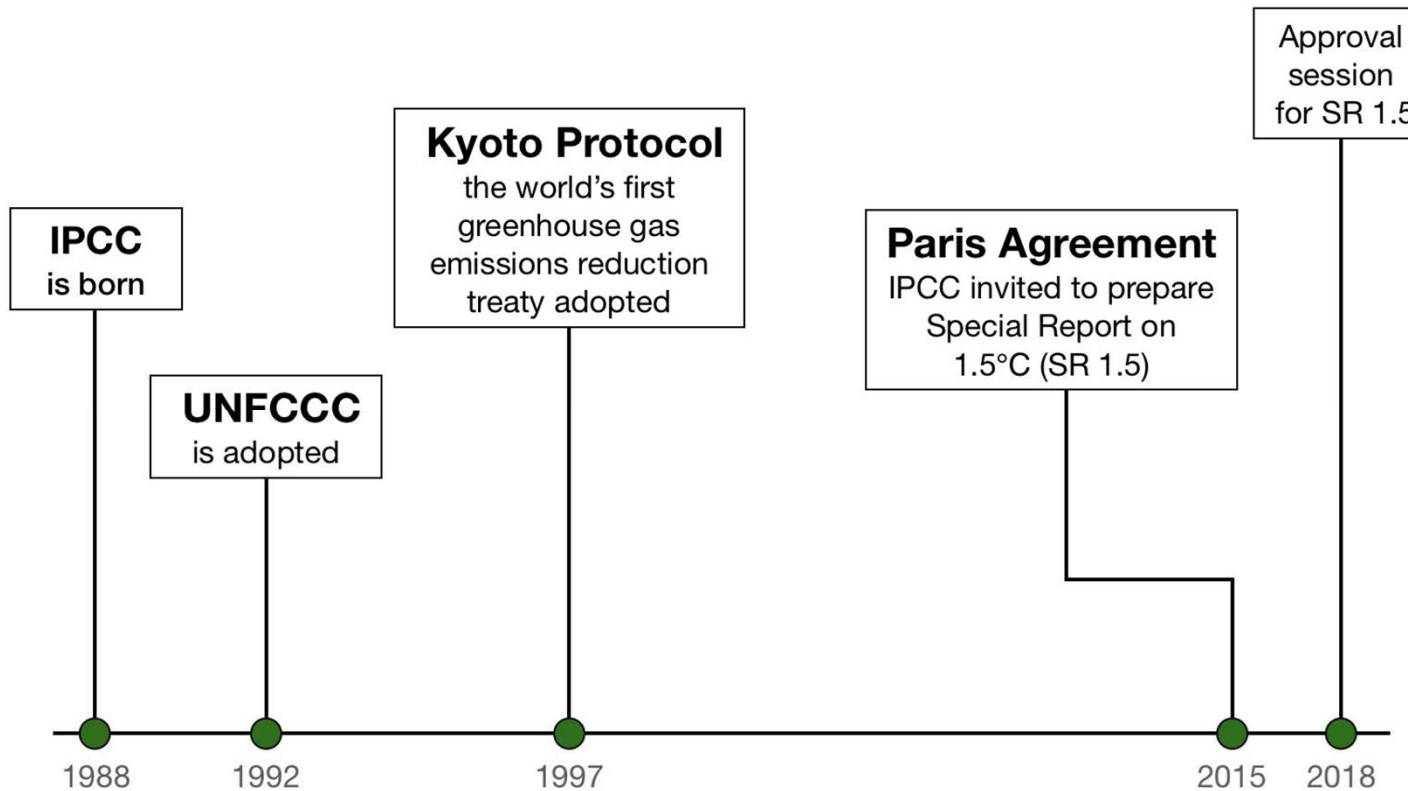 IPCC
is born
UNFCCC
is adopted
Kyoto Protocol
the world's first
greenhouse gas
emissions reduction
treaty adopted
Paris Agreement
IPCC invited to prepare
Special Report on
1.5°C (SR 1.5)
Approval
session
for SR 1.5
1988
1992
1997
2015
2018